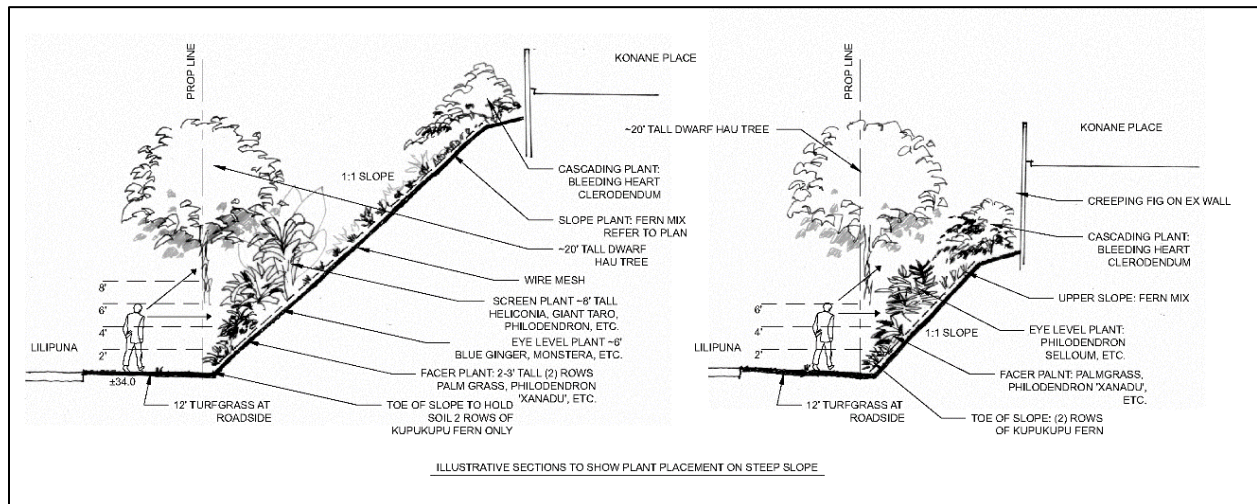 PROP LINE
KONANE PLACE
1:1 SLOPE
CASCADING PLANT:
BLEEDING HEART
CLERODENDUM
SLOPE PLANT: FERN MIX
REFER TO PLAN
~20' TALL DWARF
HAU TREE
WIRE MESH
SCREEN PLANT ~8' TALL
HELICONIA, GIANT TARO,
PHILODENDRON, ETC.
EYE LEVEL PLANT ~6'
BLUE GINGER, MONSTERA, ETC.
FACER PLANT: 2-3' TALL (2) ROWS
PALM GRASS, PHILODENDRON
'XANADU', ETC.
TOE OF SLOPE TO HOLD
SOIL 2 ROWS OF
KUPUKUPU FERN ONLY
8'
6'
4'
2'
LILIPUNA
±34.0
12' TURFGRASS AT
ROADSIDE
PROP LINE
~20' TALL DWARF HAU TREE
KONANE PLACE
CREEPING FIG ON EX WALL
CASCADING PLANT:
BLEEDING HEART
CLERODENDUM
UPPER SLOPE: FERN MIX
1:1 SLOPE
EYE LEVEL PLANT:
PHILODENDRON
SELLOUM, ETC.
FACER PALNT: PALMGRASS,
PHILODENDRON 'XANADU',
ETC.
TOE OF SLOPE: (2) ROWS
OF KUPUKUPU FERN
6'
4'
2'
LILIPUNA
12' TURFGRASS AT
ROADSIDE
ILLUSTRATIVE SECTIONS TO SHOW PLANT PLACEMENT ON STEEP SLOPE